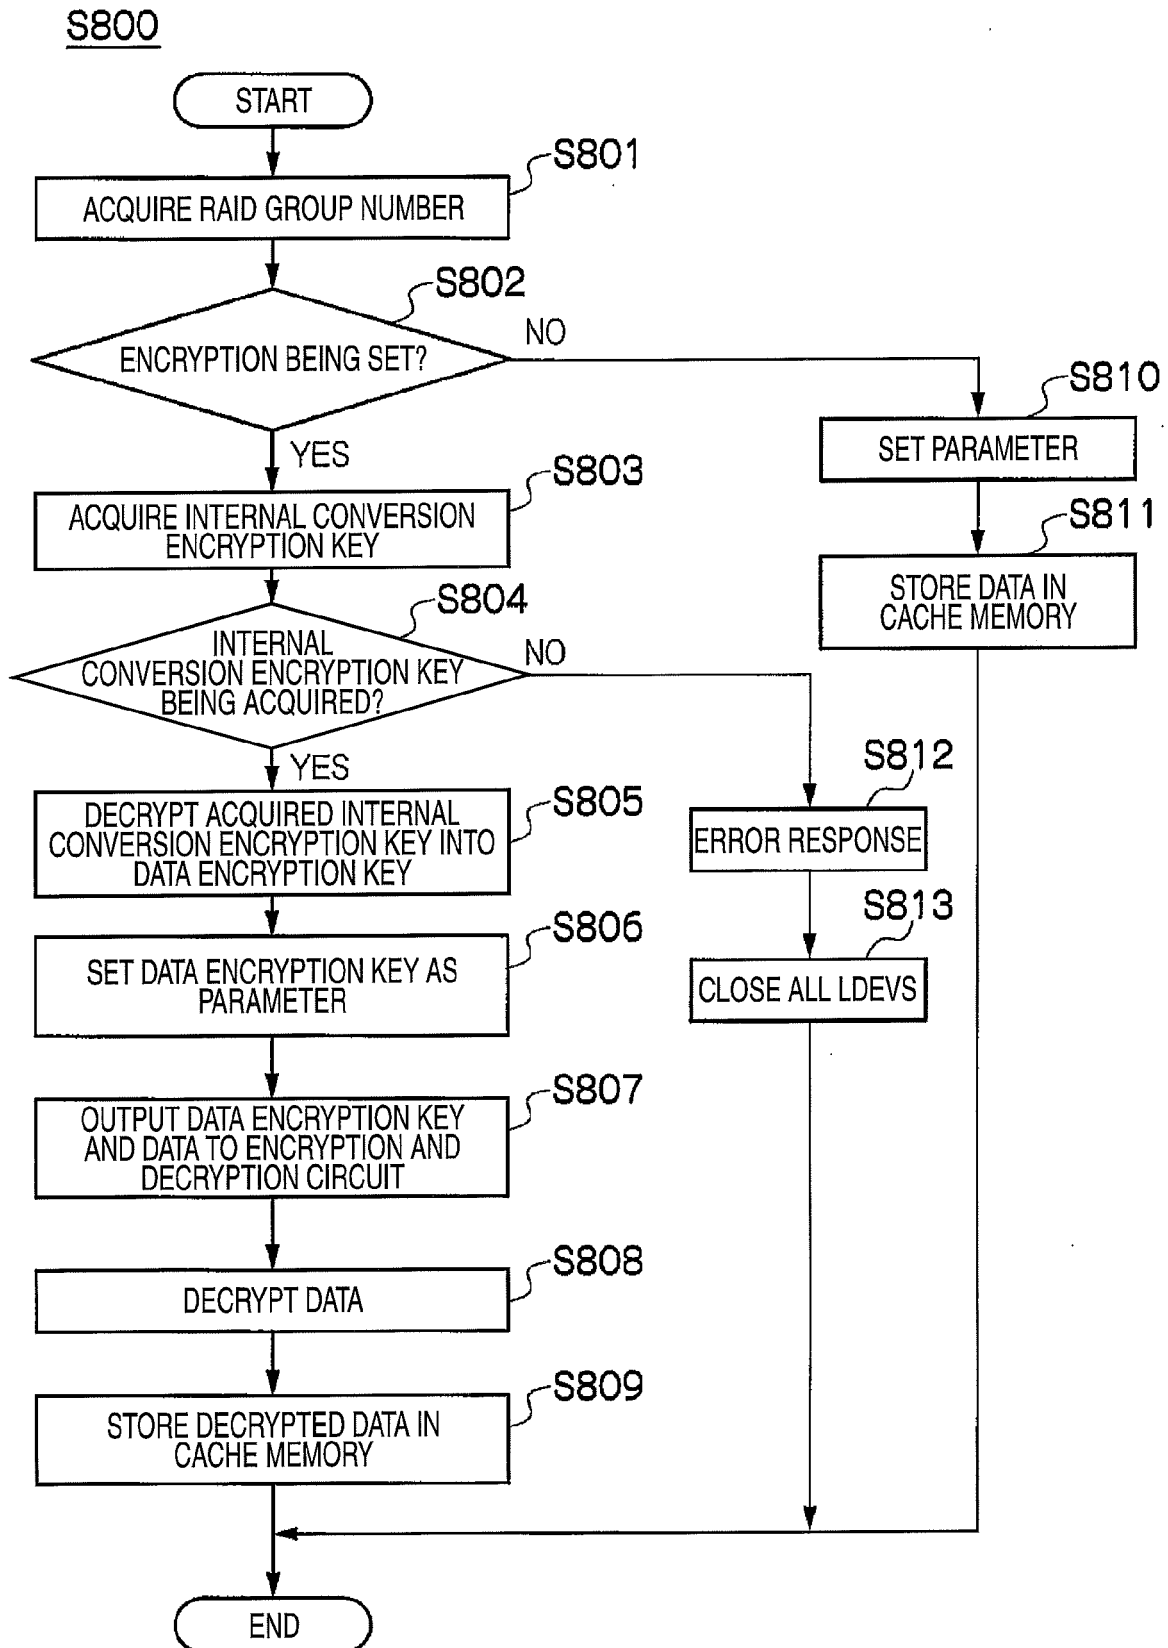 S800
START
S801
ACQUIRE RAID GROUP NUMBER
S802
ENCRYPTION BEING SET?
NO
YES
S810
SET PARAMETER
S803
ACQUIRE INTERNAL CONVERSION
ENCRYPTION KEY
S811
STORE DATA IN
CACHE MEMORY
S804
INTERNAL
CONVERSION ENCRYPTION KEY
BEING ACQUIRED?
NO
YES
S812
ERROR RESPONSE
S805
DECRYPT ACQUIRED INTERNAL
CONVERSION ENCRYPTION KEY INTO
DATA ENCRYPTION KEY
S813
CLOSE ALL LDEVS
S806
SET DATA ENCRYPTION KEY AS
PARAMETER
S807
OUTPUT DATA ENCRYPTION KEY
AND DATA TO ENCRYPTION AND
DECRYPTION CIRCUIT
S808
DECRYPT DATA
S809
STORE DECRYPTED DATA IN
CACHE MEMORY
END